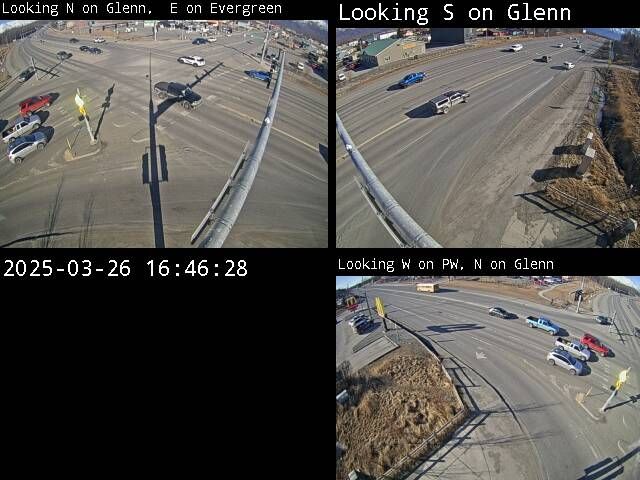 Looking N on Glenn,  E on Evergreen
Looking S on Glenn
2025-03-26 16:46:28
Looking W on PW, N on Glenn